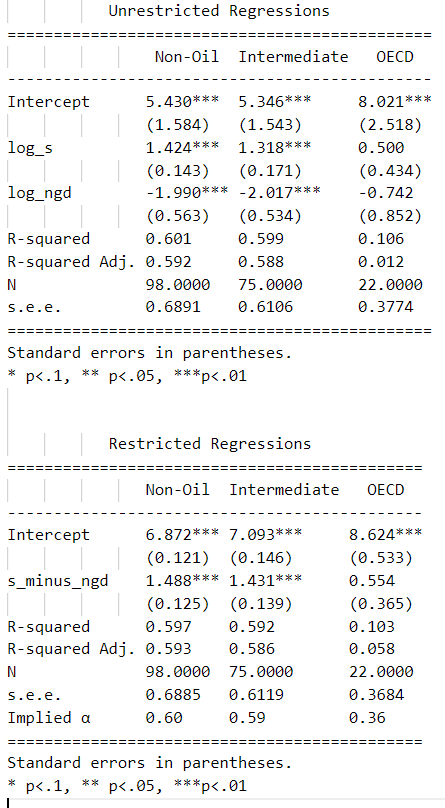 Unrestricted Regressions
==============================================
Non-Oil Intermediate OECD
----------------------------------------------
Intercept 5.430*** 5.346*** 8.021***
(1.584) (1.543) (2.518)
log_s 1.424*** 1.318*** 0.500
(0.143) (0.171) (0.434)
log_ngd -1.990*** -2.017*** -0.742
(0.563) (0.534) (0.852)
R-squared 0.601 0.599 0.106
R-squared Adj. 0.592 0.588 0.012
N 98.0000 75.0000 22.0000
s.e.e. 0.6891 0.6106 0.3774
==============================================
Standard errors in parentheses.
* p<.1, ** p<.05, ***p<.01
Restricted Regressions
=============================================
Non-Oil Intermediate OECD
---------------------------------------------
Intercept 6.872*** 7.093*** 8.624***
(0.121) (0.146) (0.533)
s_minus_ngd 1.488*** 1.431*** 0.554
(0.125) (0.139) (0.365)
R-squared 0.597 0.592 0.103
R-squared Adj. 0.593 0.586 0.058
N 98.0000 75.0000 22.0000
s.e.e. 0.6885 0.6119 0.3684
Implied α 0.60 0.59 0.36
=============================================
Standard errors in parentheses.
* p<.1, ** p<.05, ***p<.01